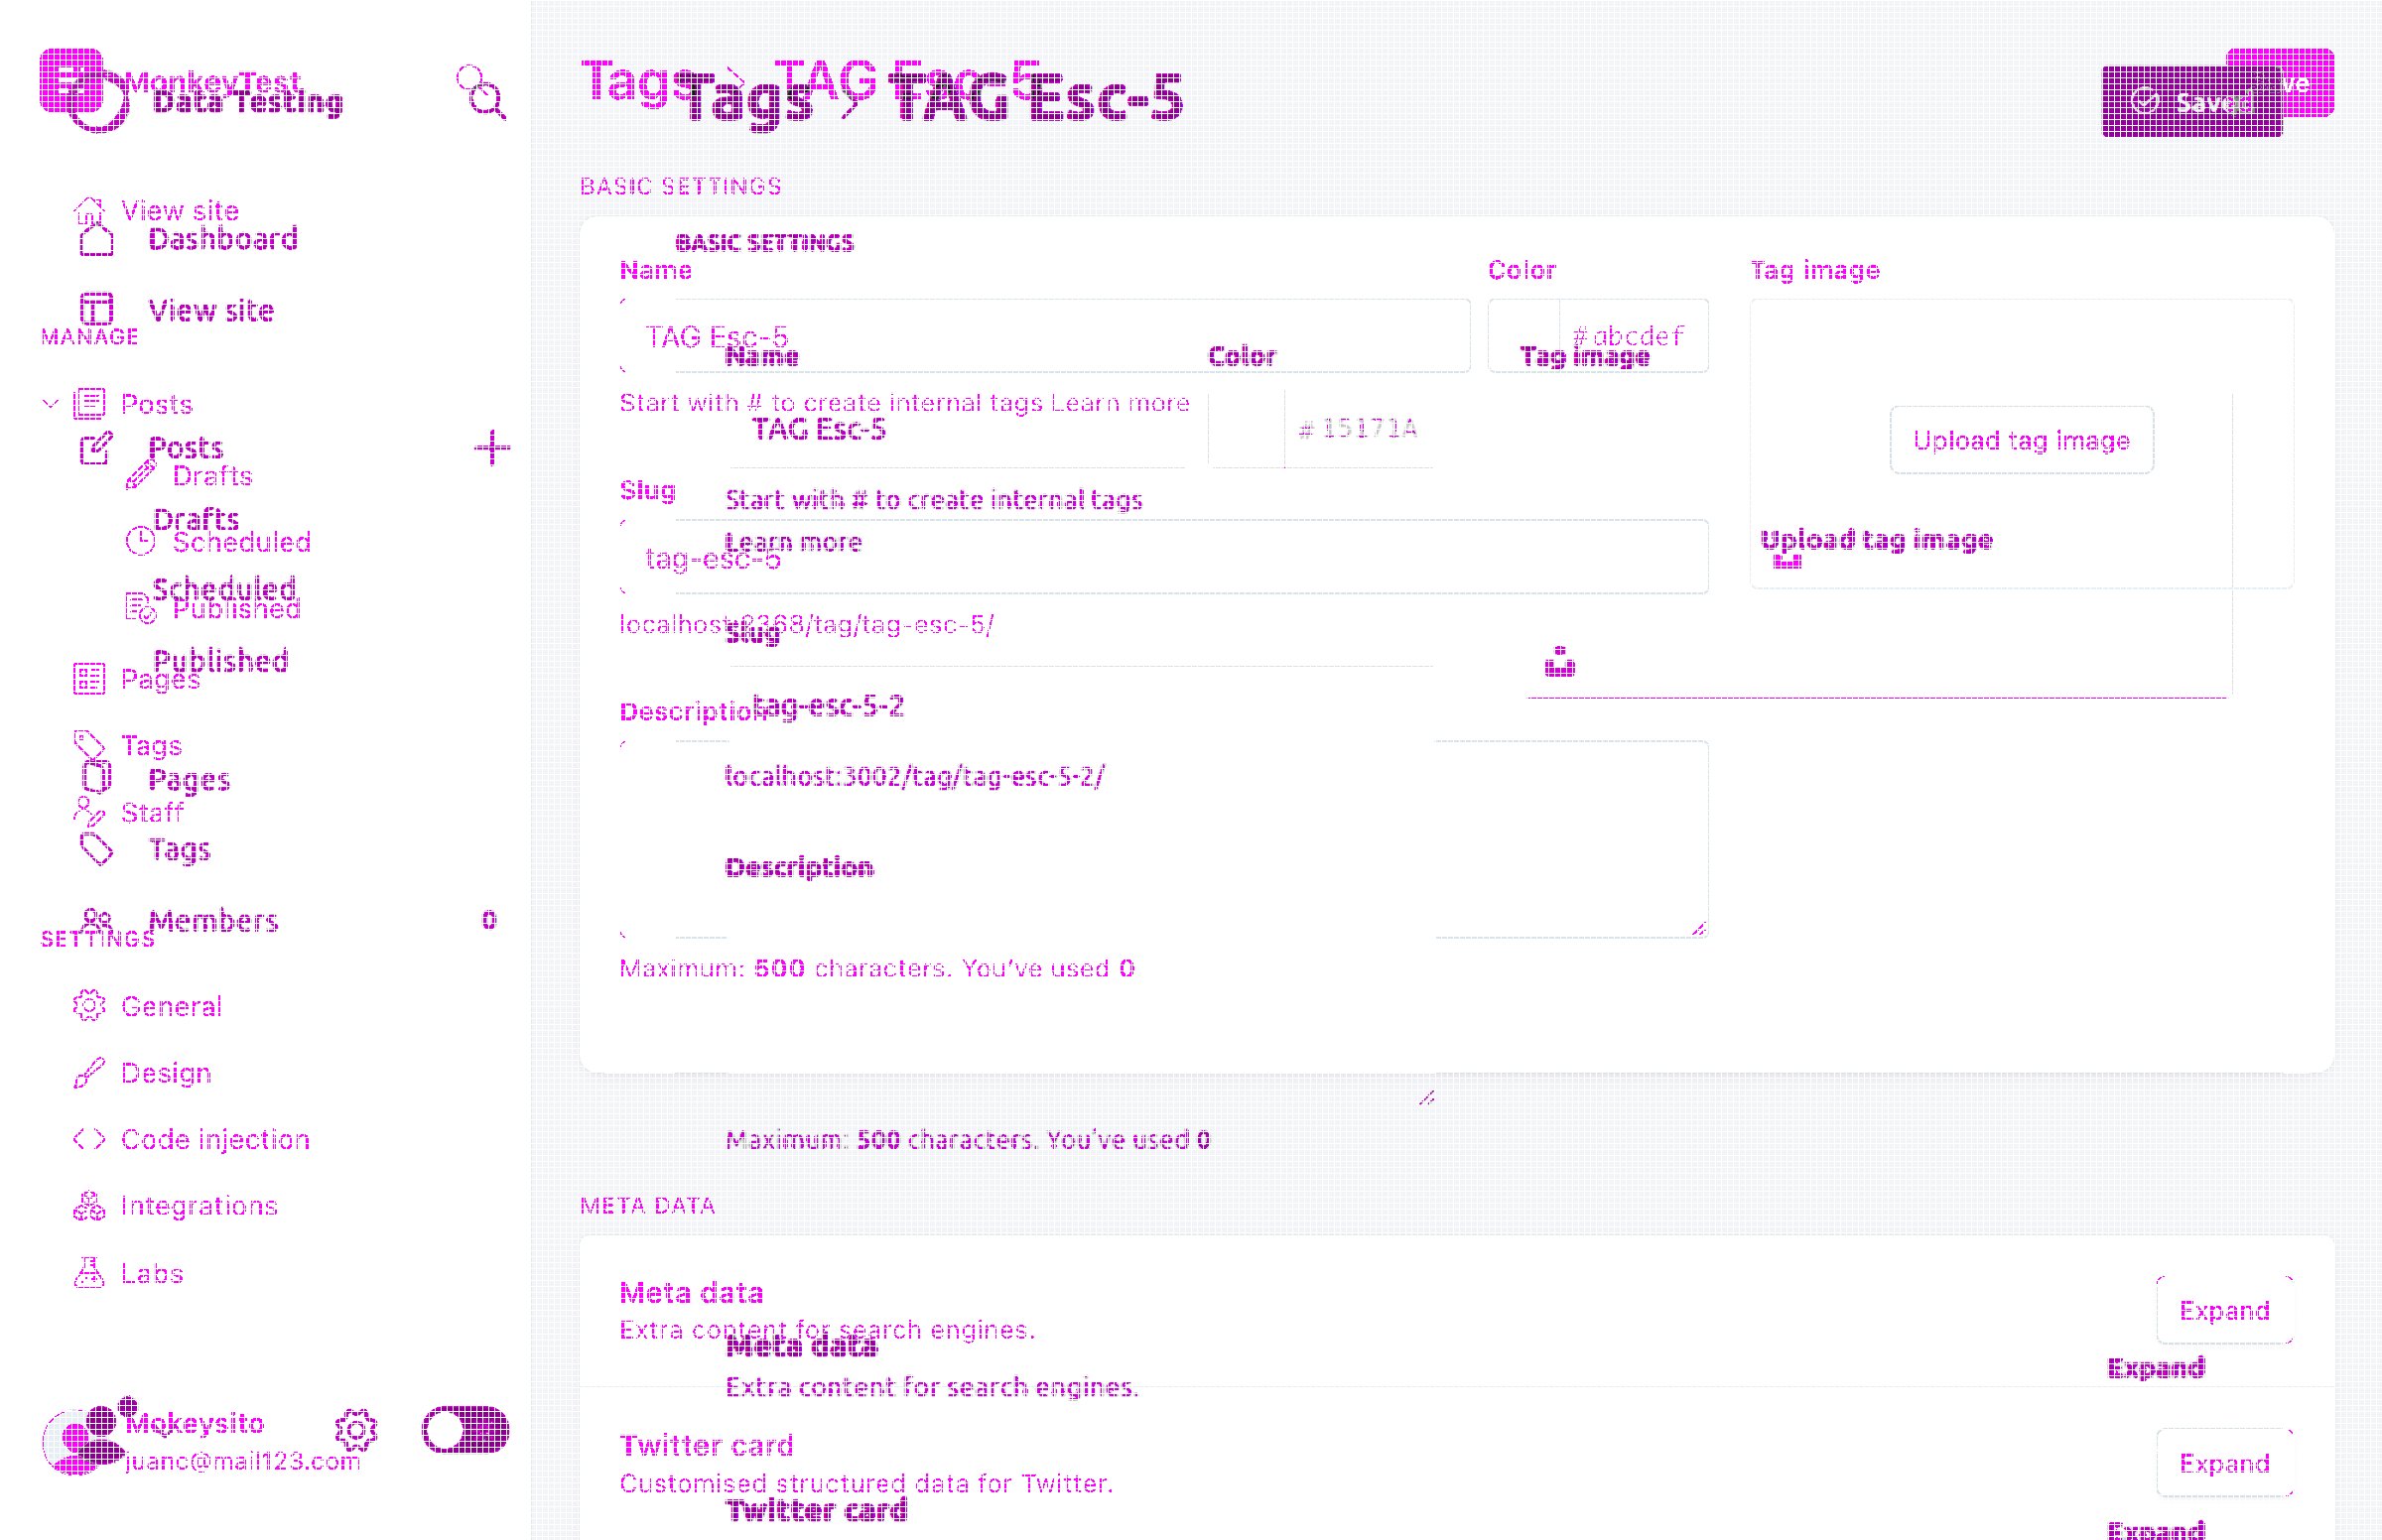 MonkeyTest
Data Testing
View site
Dashboard
View site
MANAGE
Posts
Posts
Drafts
Drafts
Scheduled
Scheduled
Published
Published
Pages
Tags
Pages
Staff
Tags
Members 0
SETTINGS
General
Design
Code injection
Integrations
Labs
Mokeysito
juanc@mail123.com
Tags › TAG Esc-5
Tags › TAG Esc-5
Saved
BASIC SETTINGS
BASIC SETTINGS
Name Color Tag image
TAG Esc-5 #abcdef
Name Color Tag image
Start with # to create internal tags Learn more
TAG Esc-5 # 15171A
Upload tag image
Slug
Start with # to create internal tags
Learn more
Upload tag image
tag-esc-5
localhost:2368/tag/tag-esc-5/
Slug
Description
tag-esc-5-2
localhost:3002/tag/tag-esc-5-2/
Description
Maximum: 500 characters. You’ve used 0
Maximum: 500 characters. You’ve used 0
META DATA
Meta data
Expand
Extra content for search engines.
Meta data
Expand
Extra content for search engines.
Twitter card
Expand
Customised structured data for Twitter.
Twitter card
Expand